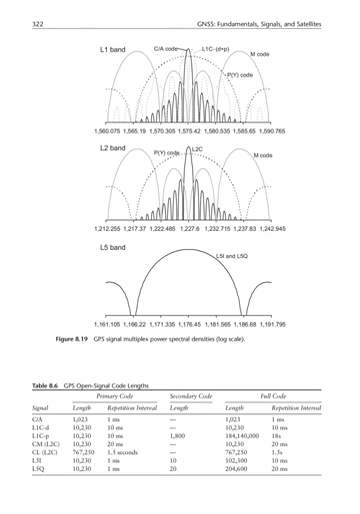 322
GNSS: Fundamentals, Signals, and Satellites
L1 band
C/A code
L1C-(d+p)
M code
P(Y) code
1,560.075 1,565.19 1,570.305 1,575.42 1,580.535 1,585.65 1,590.765
L2 band
P(Y) code
L2C
M code
1,212.255 1,217.37 1,222.485 1,227.6 1,232.715 1,237.83 1,242.945
L5 band
L5I and L5Q
1,161.105 1,166.22 1,171.335 1,176.45 1,181.565 1,186.68 1,191.795
Figure 8.19 GPS signal multiplex power spectral densities (log scale).
Table 8.6 GPS Open-Signal Code Lengths
Primary Code Secondary Code Full Code
Signal Length Repetition Interval Length Length Repetition Interval
C/A 1,023 1 ms — 1,023 1 ms
L1C-d 10,230 10 ms — 10,230 10 ms
L1C-p 10,230 10 ms 1,800 184,140,000 18s
CM (L2C) 10,230 20 ms — 10,230 20 ms
CL (L2C) 767,250 1.5 seconds — 767,250 1.5s
L5I 10,230 1 ms 10 102,300 10 ms
L5Q 10,230 1 ms 20 204,600 20 ms